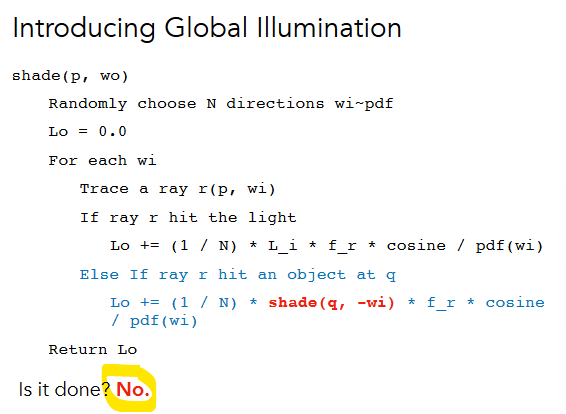 Introducing Global Illumination
shade(p, wo)
Randomly choose N directions wi~pdf
Lo = 0.0
For each wi
Trace a ray r(p, wi)
If ray r hit the light
Lo += (1 / N) * L_i * f_r * cosine / pdf(wi)
Else If ray r hit an object at q
Lo += (1 / N) * shade(q, -wi) * f_r * cosine
/ pdf(wi)
Return Lo
Is it done? No.